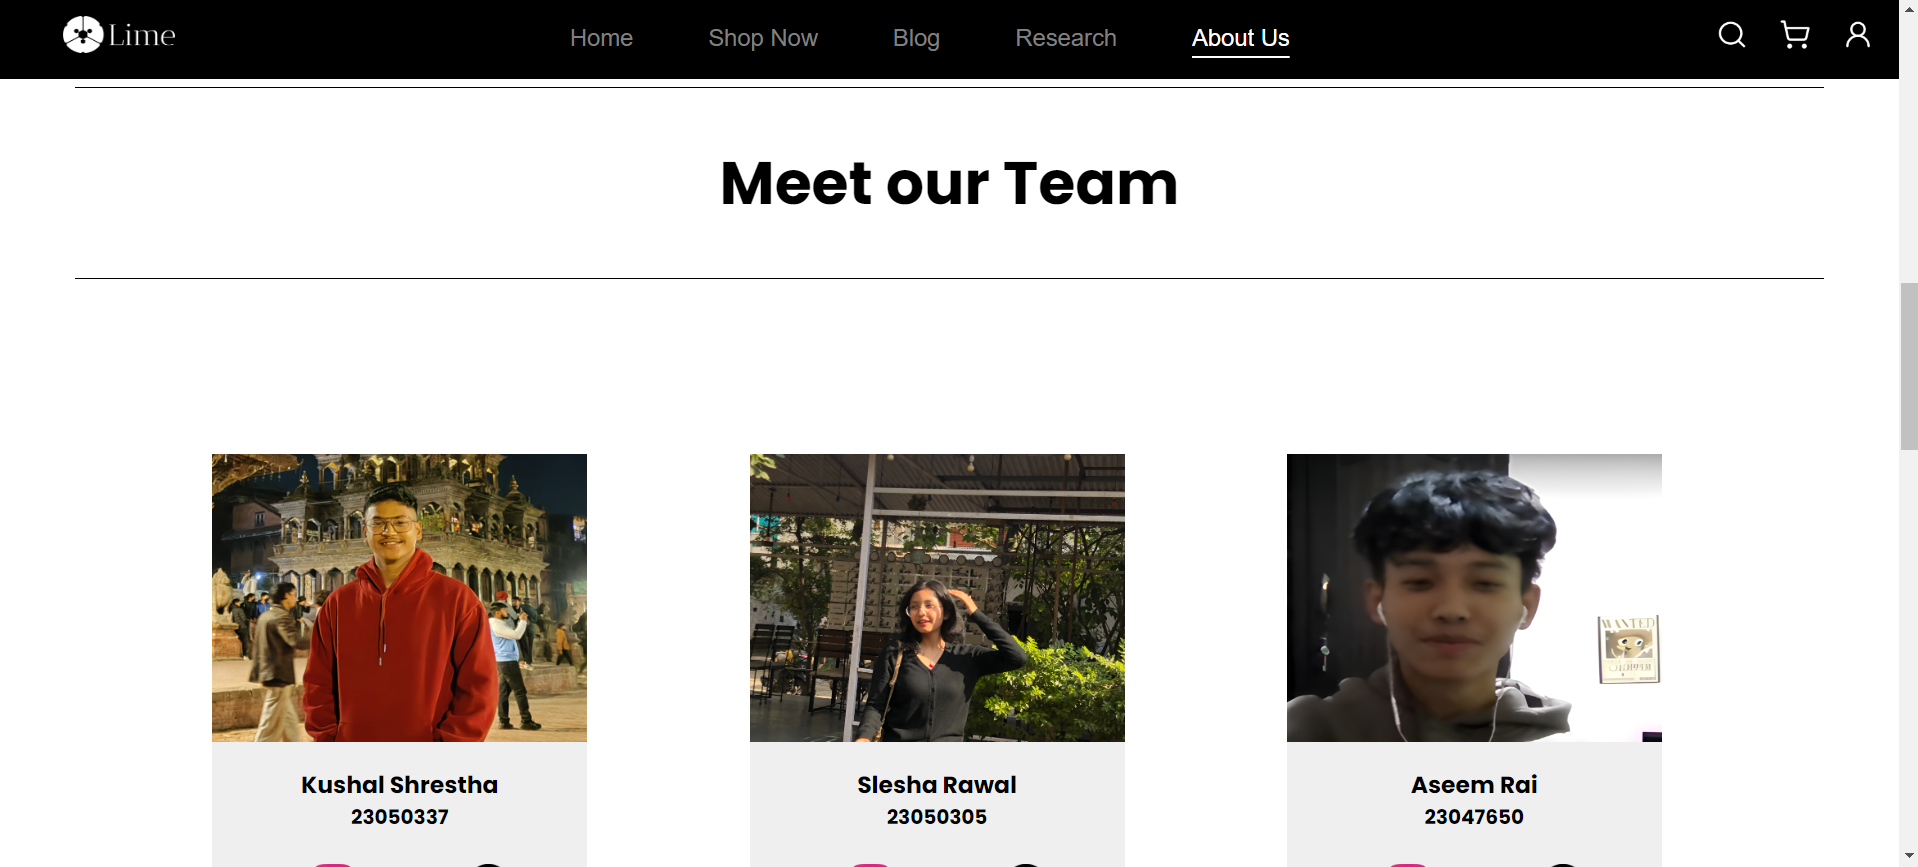 Lime
Home Shop Now Blog Research About Us
Meet our Team
WANTED
Kushal Shrestha
23050337
Slesha Rawal
23050305
Aseem Rai
23047650